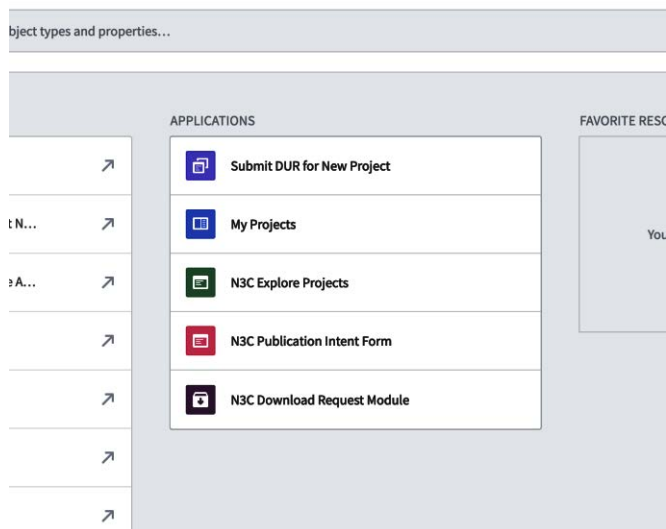 bject types and properties...
APPLICATIONS
FAVORITE RESO
Submit DUR for New Project
t N...
My Projects
You
e A...
N3C Explore Projects
N3C Publication Intent Form
N3C Download Request Module